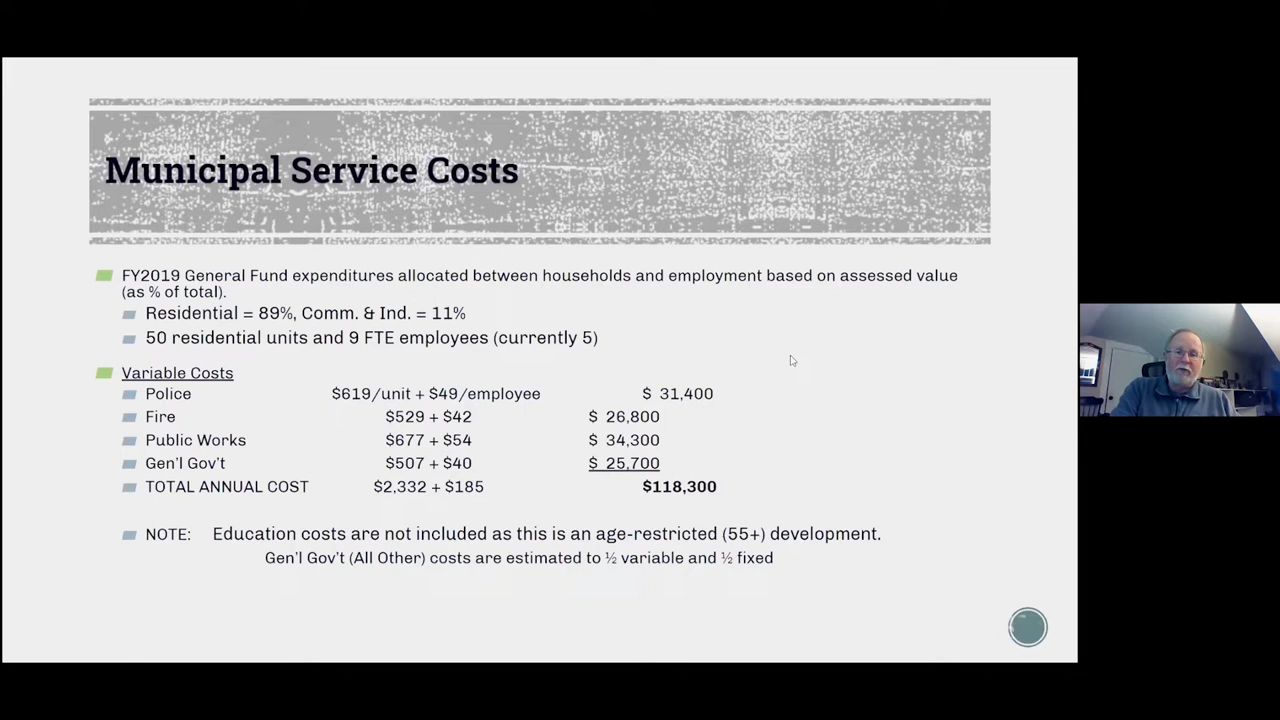 Municipal Service Costs
FY2019 General Fund expenditures allocated between households and employment based on assessed value
(as % of total).
Residential = 89%, Comm. & Ind. = 11%
50 residential units and 9 FTE employees (currently 5)
Variable Costs
Police $619/unit + $49/employee $ 31,400
Fire $529 + $42 $ 26,800
Public Works $677 + $54 $ 34,300
Gen'l Gov't $507 + $40 $ 25,700
TOTAL ANNUAL COST $2,332 + $185 $118,300
NOTE: Education costs are not included as this is an age-restricted (55+) development.
Gen'l Gov't (All Other) costs are estimated to ½ variable and ½ fixed